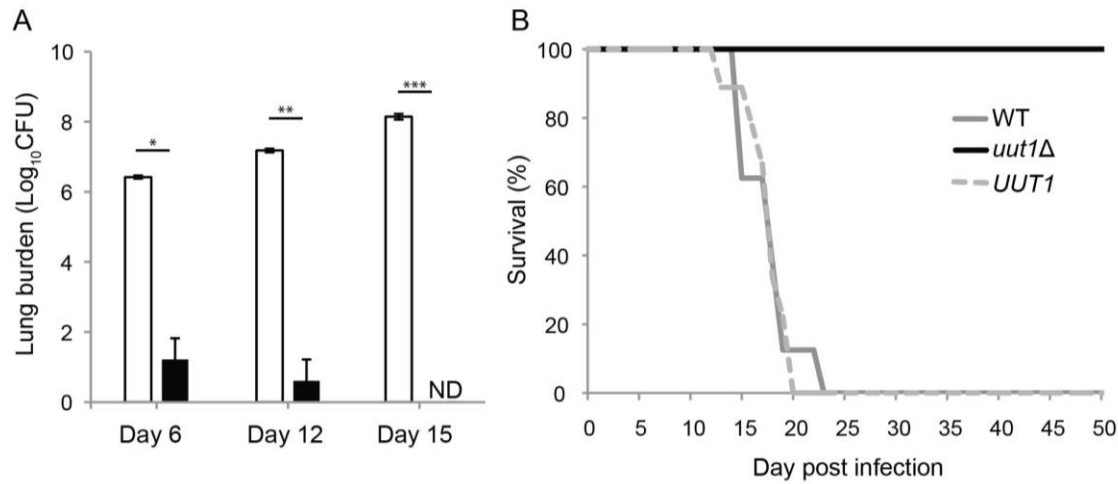 A
Lung burden (Log₁₀CFU)
10
8
6
4
2
0
*
**
***
ND
Day 6
Day 12
Day 15
B
Survival (%)
100
80
60
40
20
0
WT
uut1Δ
UUT1
0 5 10 15 20 25 30 35 40 45 50
Day post infection